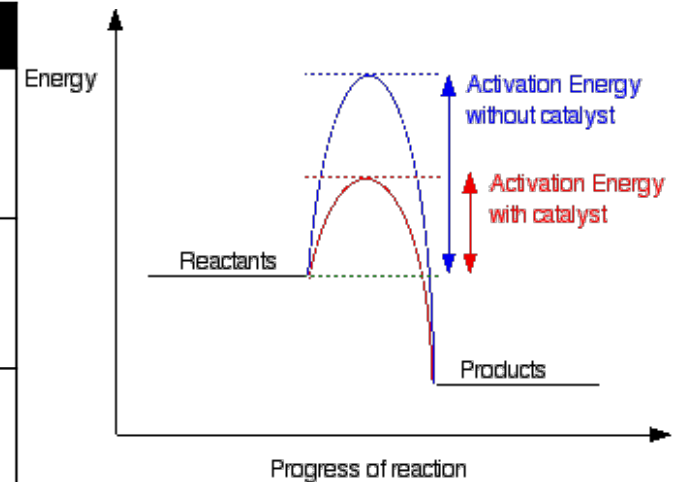 Energy
Activation Energy
without catalyst
Activation Energy
with catalyst
Reactants
Products
Progress of reaction